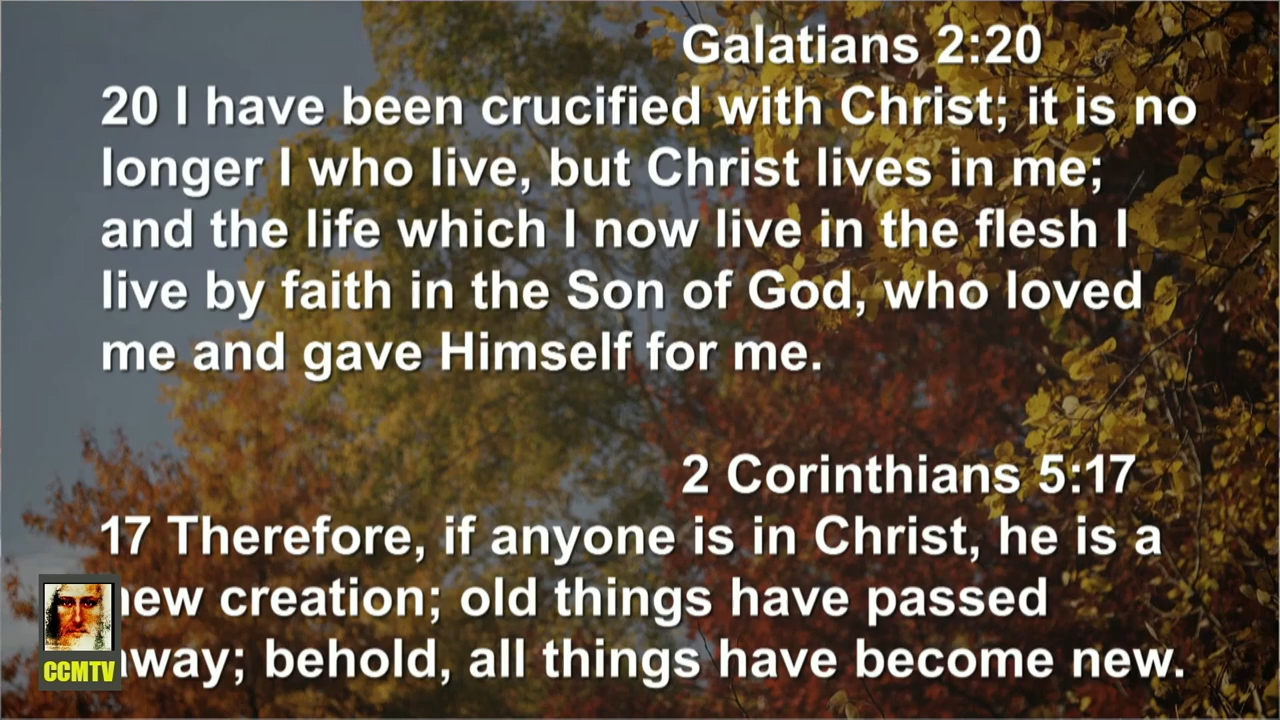 Galatians 2:20
20 I have been crucified with Christ; it is no
longer I who live, but Christ lives in me;
and the life which I now live in the flesh I
live by faith in the Son of God, who loved
me and gave Himself for me.
2 Corinthians 5:17
17 Therefore, if anyone is in Christ, he is a
new creation; old things have passed
away; behold, all things have become new.
CCMTV